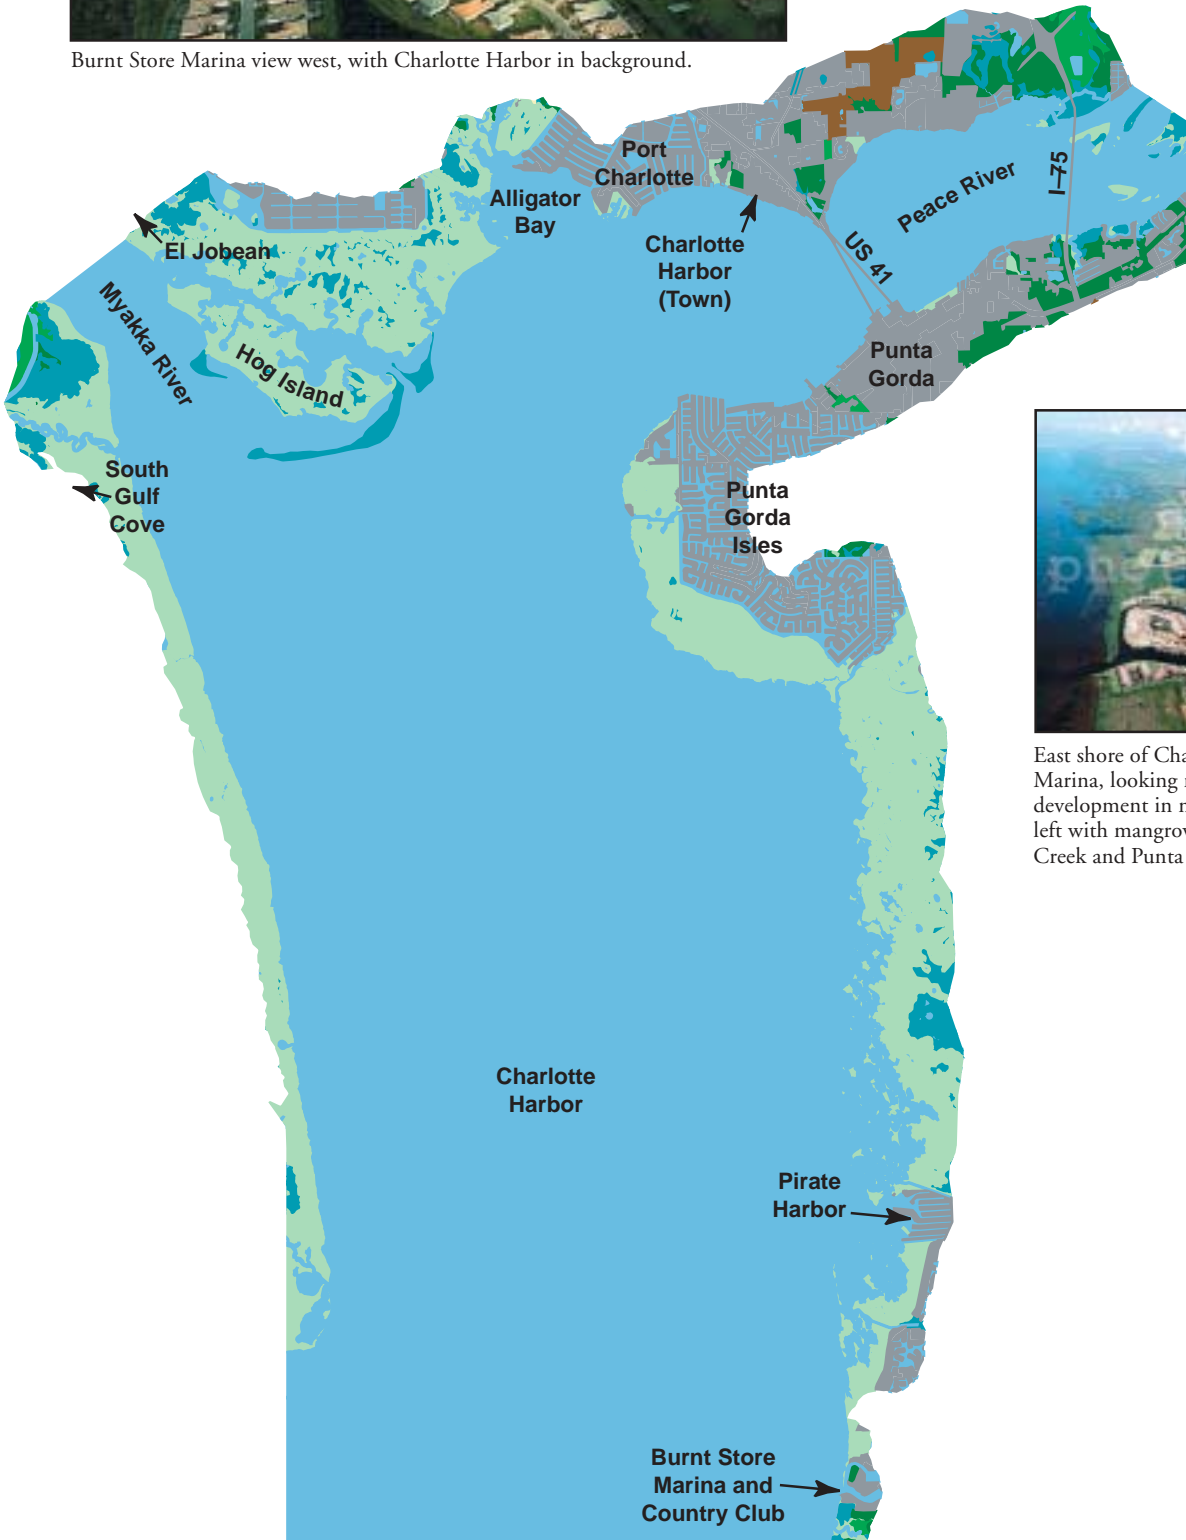 Burnt Store Marina view west, with Charlotte Harbor in background.
Port
Charlotte
Alligator
Bay
El Jobean
Charlotte
Harbor
(Town)
US 41
Peace River
I-75
Myakka River
Hog Island
Punta
Gorda
South
Gulf
Cove
Punta
Gorda
Isles
East shore of Cha
Marina, looking
development in
left with mangrov
Creek and Punta
Charlotte
Harbor
Pirate
Harbor
Burnt Store
Marina and
Country Club